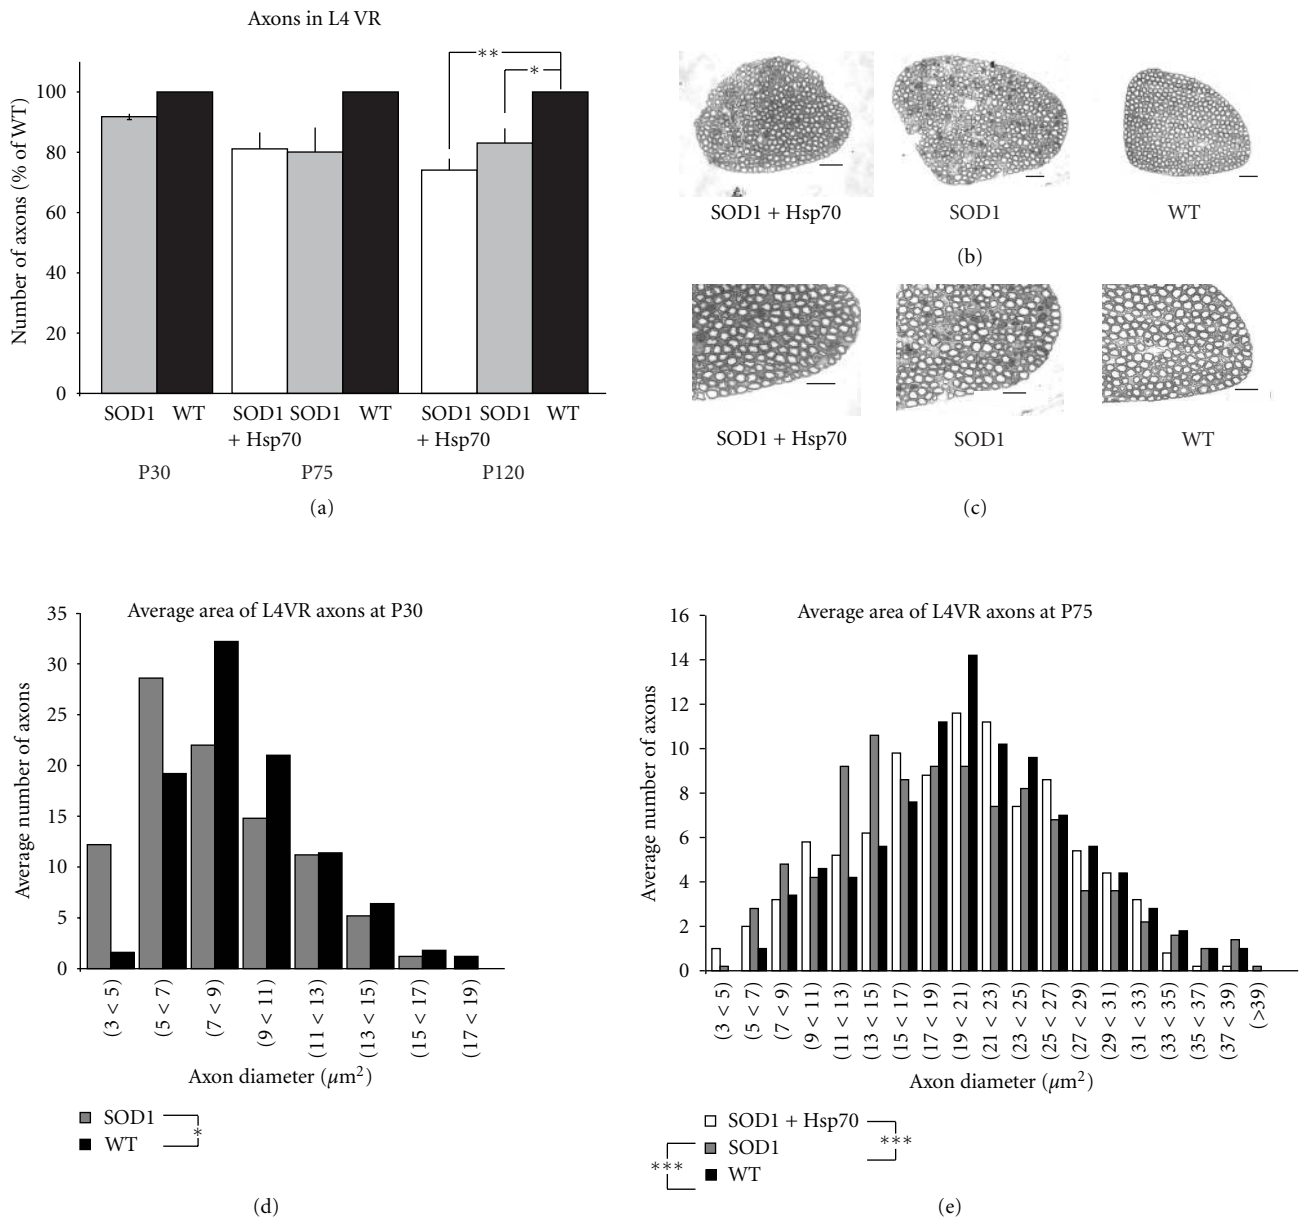 Axons in L4 VR
Number of axons (% of WT)
100
80
60
40
20
0
**
*
SOD1 WT SOD1 SOD1 WT SOD1 SOD1 WT
+ Hsp70 + Hsp70
P30 P75 P120
(a)
SOD1 + Hsp70 SOD1 WT
(b)
SOD1 + Hsp70 SOD1 WT
(c)
Average area of L4VR axons at P30
Average number of axons
35
30
25
20
15
10
5
0
(3 < 5) (5 < 7) (7 < 9) (9 < 11) (11 < 13) (13 < 15) (15 < 17) (17 < 19)
Axon diameter (μm²)
SOD1
WT
*
(d)
Average area of L4VR axons at P75
Average number of axons
16
14
12
10
8
6
4
2
0
(3 < 5) (5 < 7) (7 < 9) (9 < 11) (11 < 13) (13 < 15) (15 < 17) (17 < 19) (19 < 21) (21 < 23) (23 < 25) (25 < 27) (27 < 29) (29 < 31) (31 < 33) (33 < 35) (35 < 37) (37 < 39) (>39)
Axon diameter (μm²)
SOD1 + Hsp70
***
SOD1
***
WT
(e)